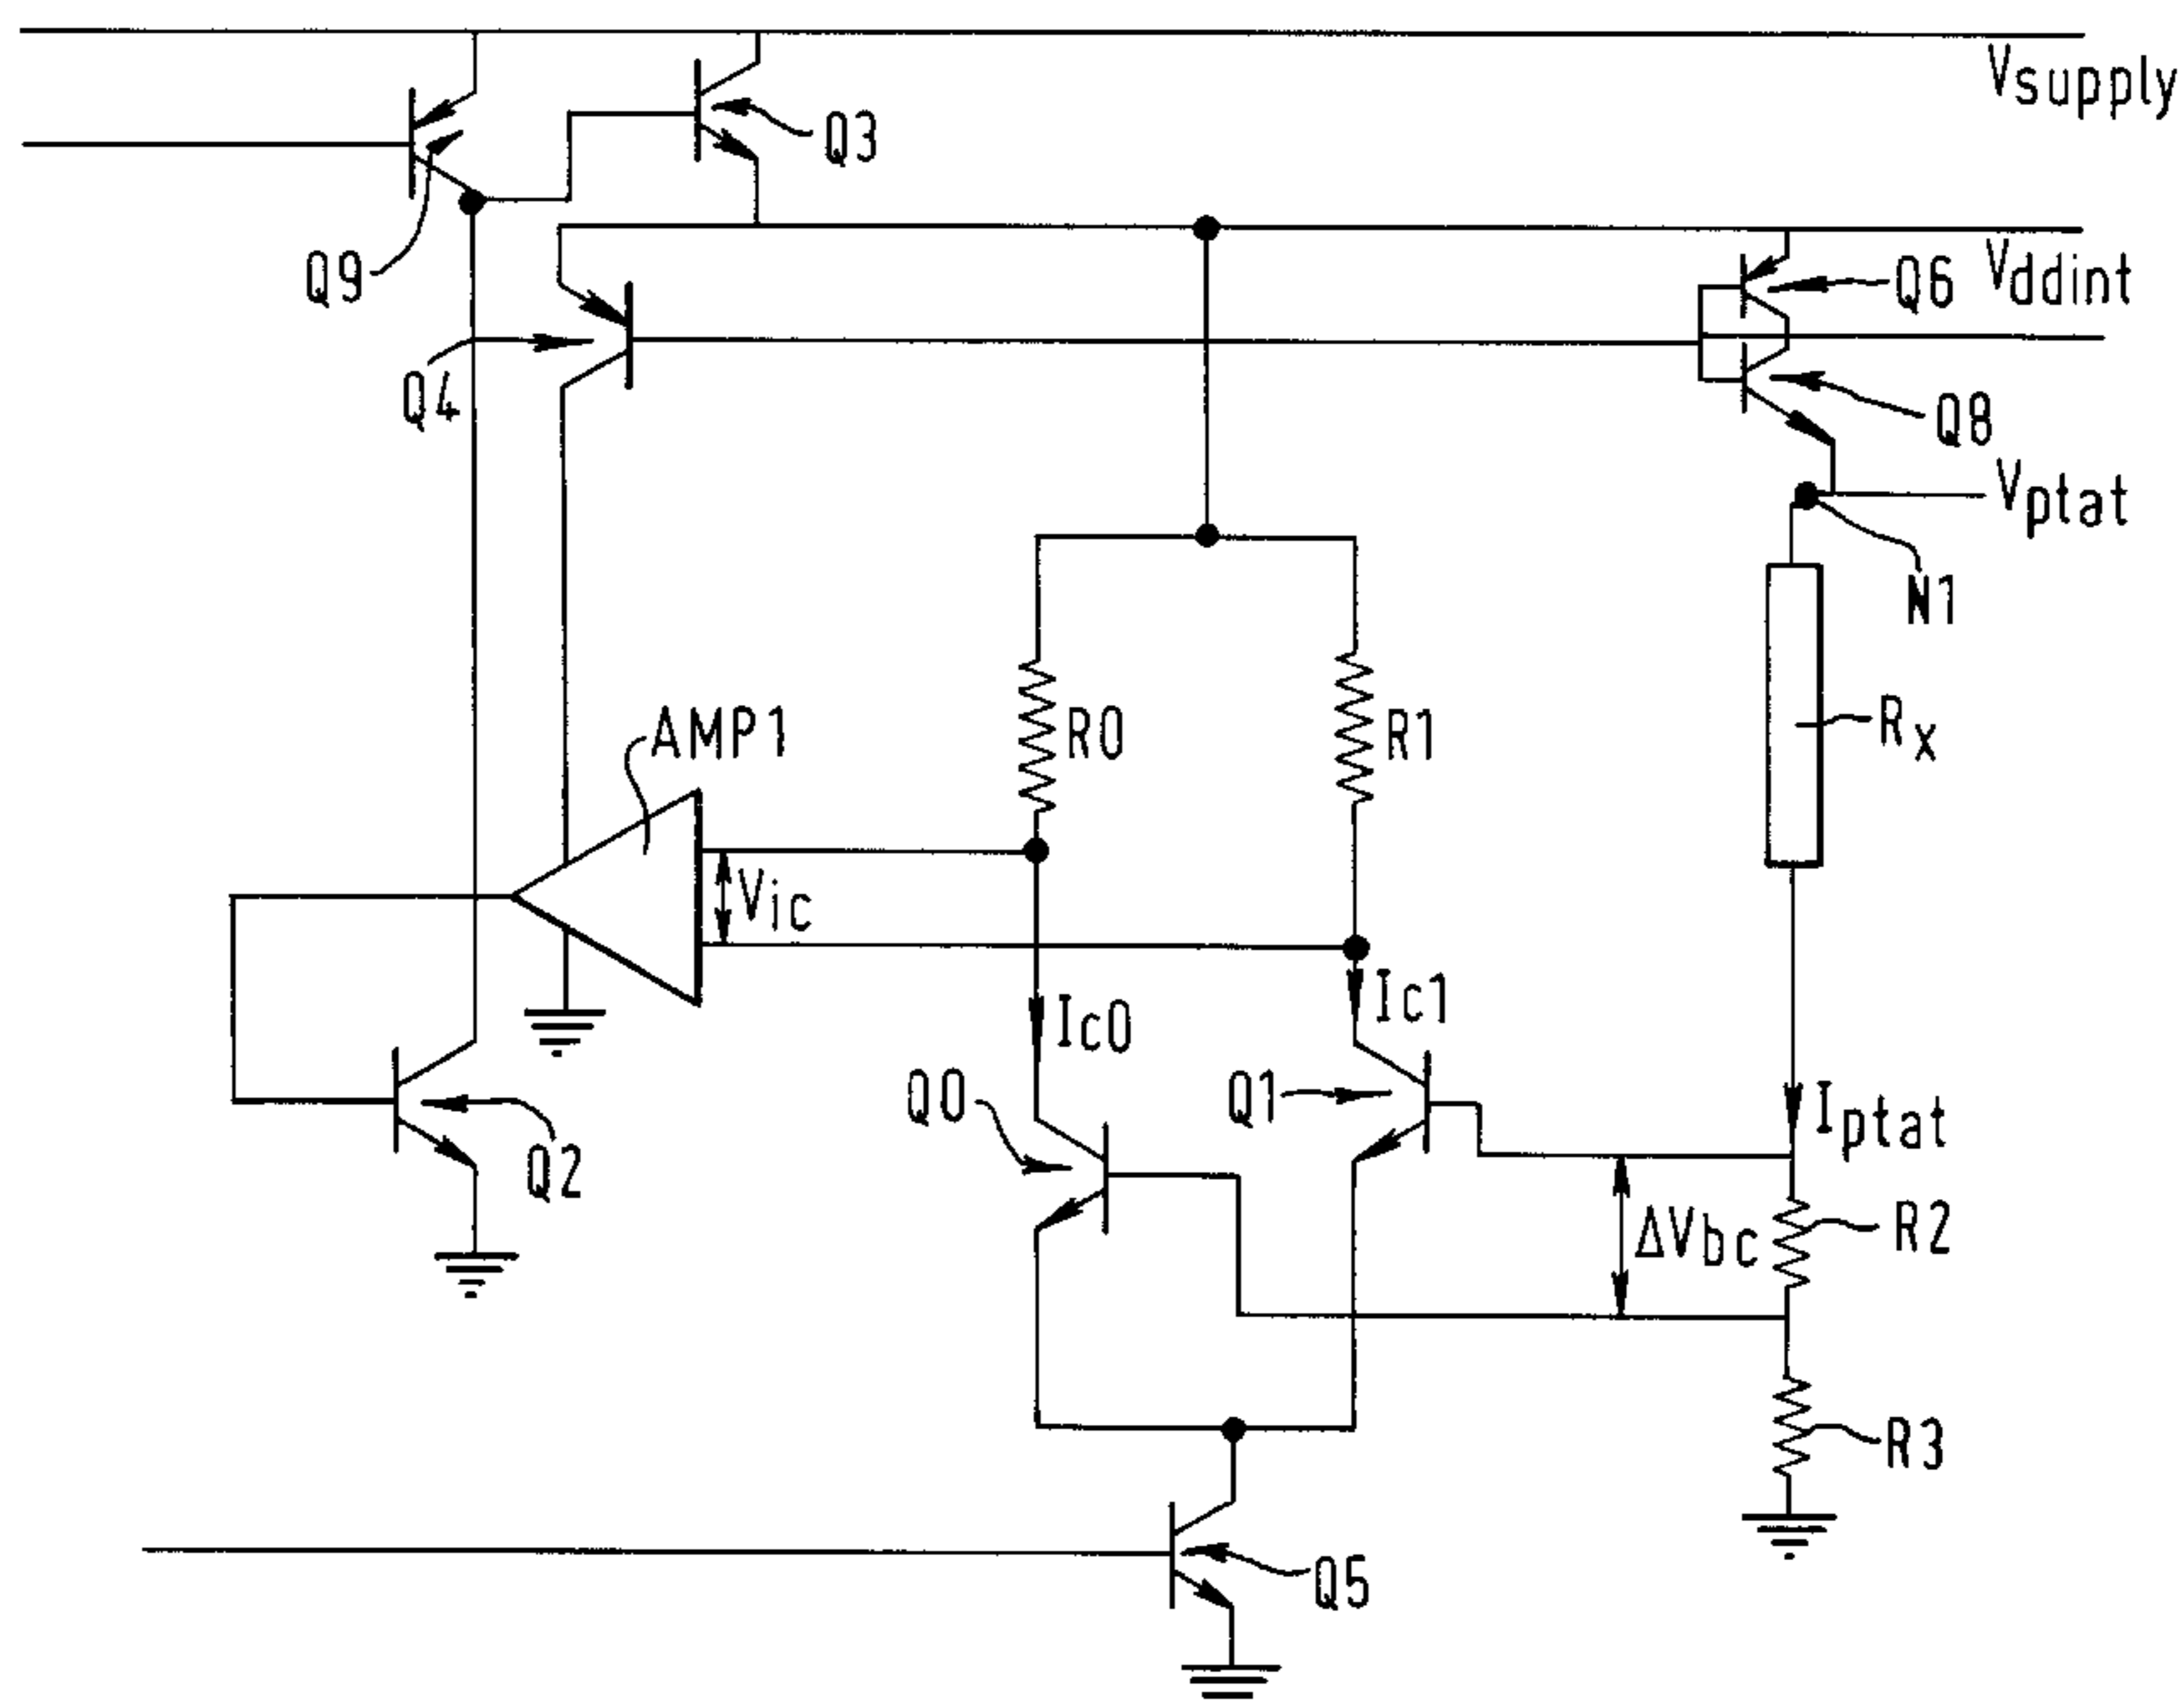 Vsupply
Q3
Q9
Vddint
Q6
Q4
Q8
Vptat
N1
AMP1
R0
R1
Rx
Vic
Ic0
Ic1
Q0
Q1
Iptat
Q2
ΔVbc
R2
R3
Q5